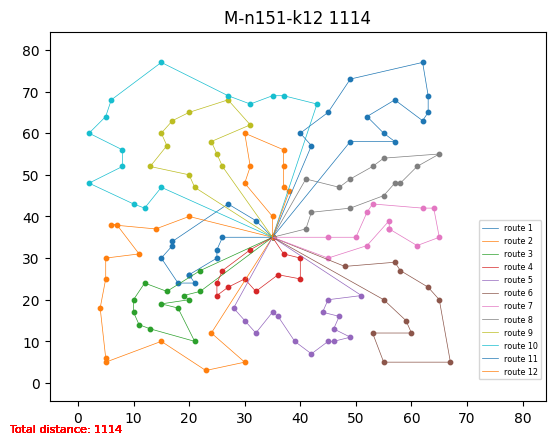 M-n151-k12 1114
80
70
60
50
40
30
20
10
0
0 10 20 30 40 50 60 70 80
route 1
route 2
route 3
route 4
route 5
route 6
route 7
route 8
route 9
route 10
route 11
route 12
Total distance: 1114